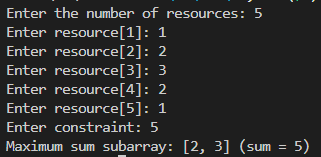 Enter the number of resources: 5
Enter resource[1]: 1
Enter resource[2]: 2
Enter resource[3]: 3
Enter resource[4]: 2
Enter resource[5]: 1
Enter constraint: 5
Maximum sum subarray: [2, 3] (sum = 5)